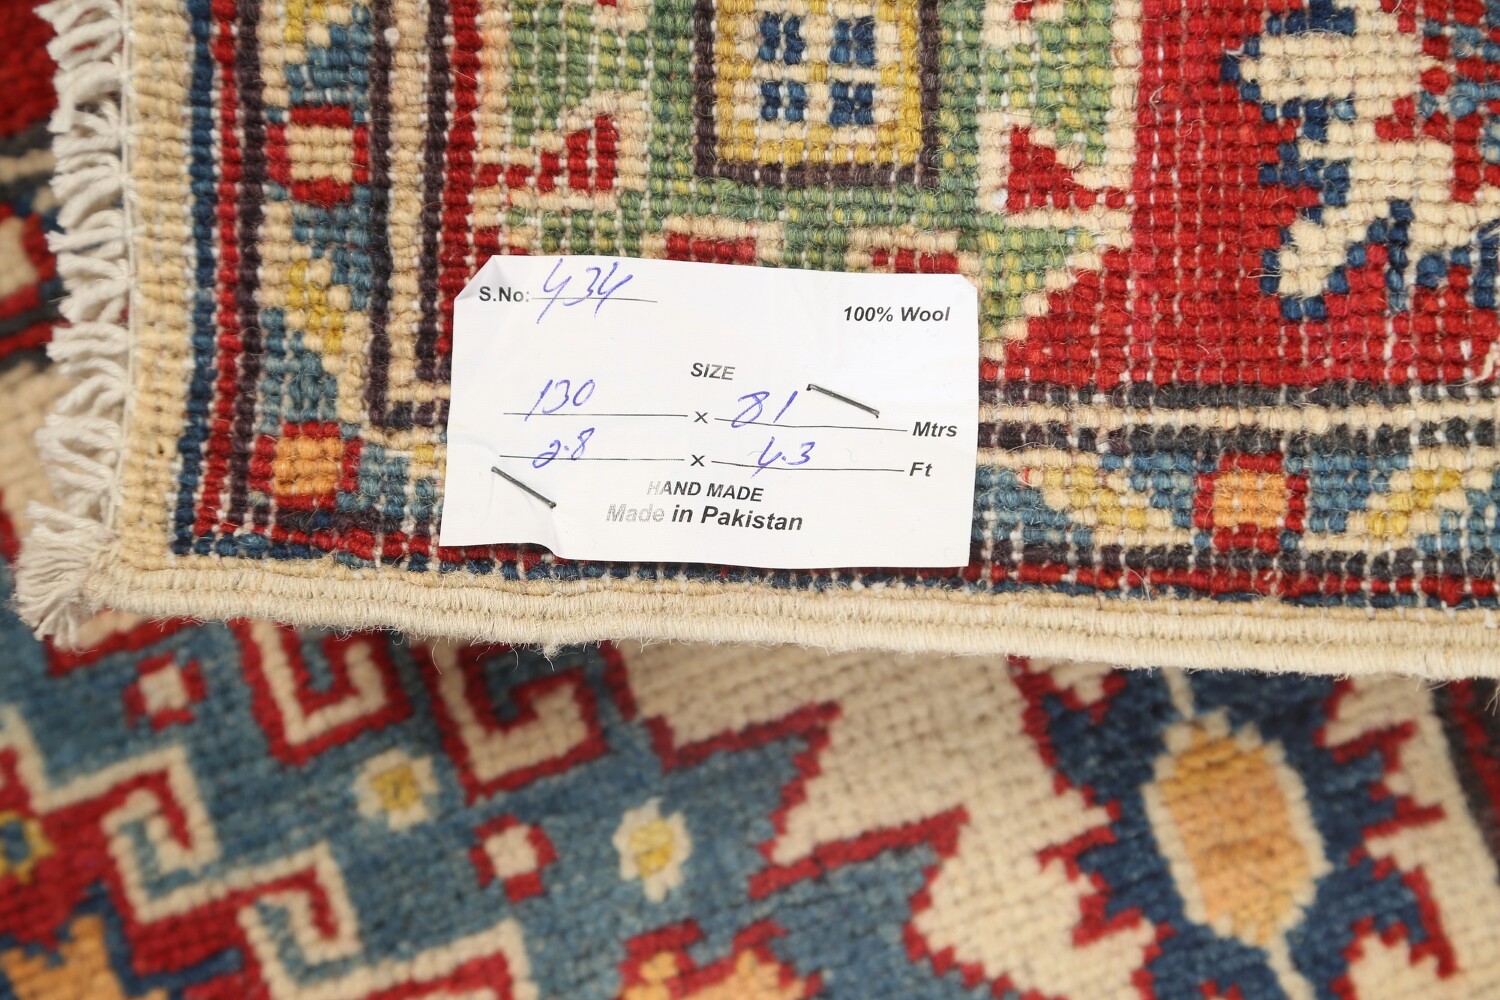 S.No: 434
100% Wool
SIZE
130 x 81 Mtrs
2.8 x 4.3 Ft
HAND MADE
Made in Pakistan